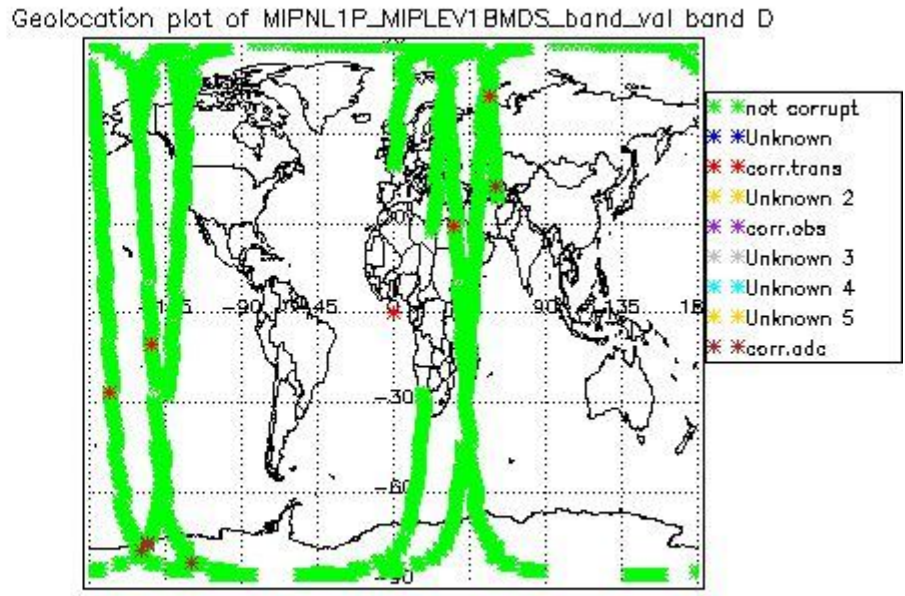 Geolocation plot of MIPNL1P_MIPLEV1BMDS_band_val band D
not corrupt
Unknown
corr.trans
Unknown 2
corr.obs
Unknown 3
Unknown 4
Unknown 5
corr.adc
-90
-45
90
135
-30
-60
-90